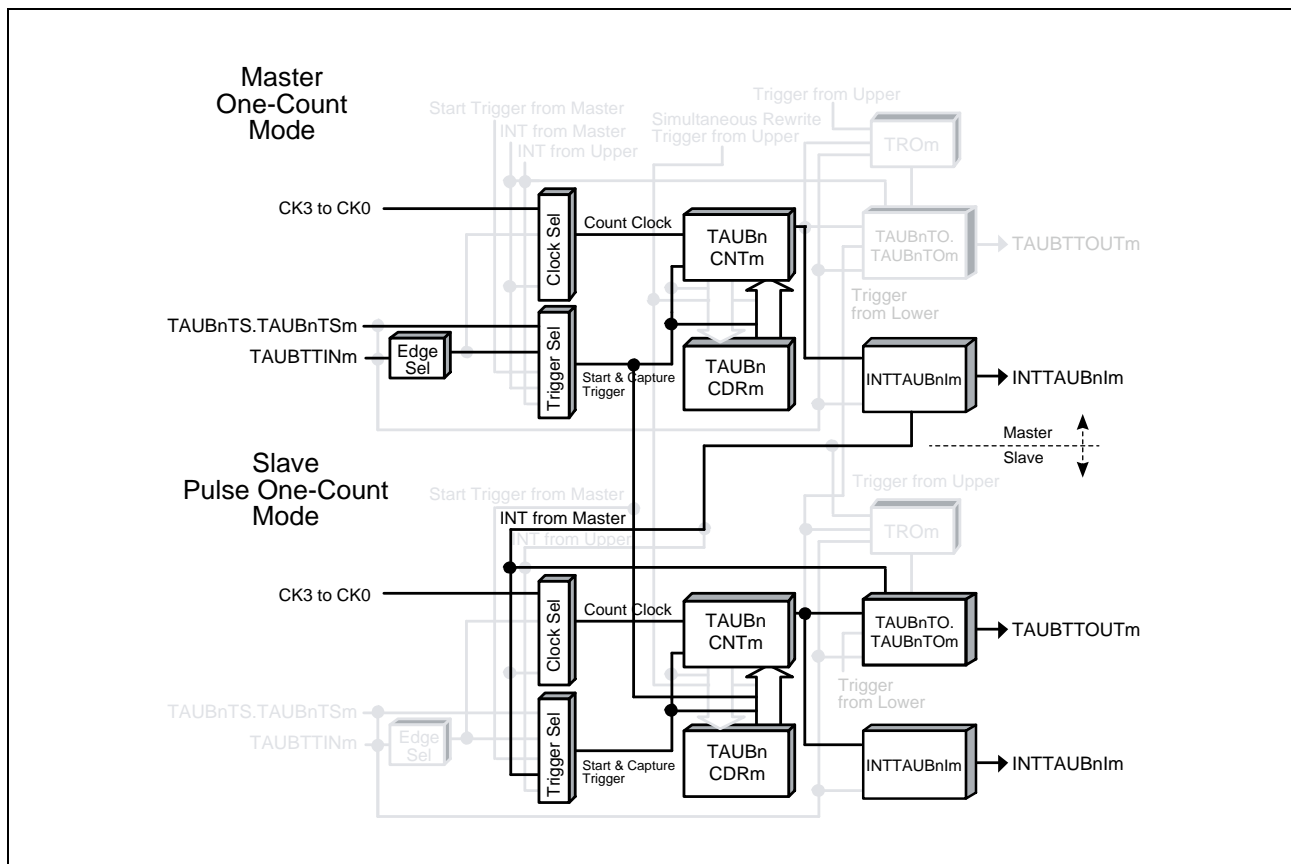 Master
One-Count
Mode
Start Trigger from Master
INT from Master
INT from Upper
Simultaneous Rewrite
Trigger from Upper
Trigger from Upper
TROm
CK3 to CK0
Clock Sel
Count Clock
TAUBn
CNTm
TAUBnTO.
TAUBnTOm
TAUBTTOUTm
Trigger
from Lower
TAUBnTS.TAUBnTSm
TAUBTTINm
Edge
Sel
Trigger Sel
Start & Capture
Trigger
TAUBn
CDRm
INTTAUBnIm
INTTAUBnIm
Master
Slave
Slave
Pulse One-Count
Mode
Start Trigger from Master
INT from Master
INT from Upper
Trigger from Upper
TROm
CK3 to CK0
Clock Sel
Count Clock
TAUBn
CNTm
TAUBnTO.
TAUBnTOm
TAUBTTOUTm
Trigger
from Lower
TAUBnTS.TAUBnTSm
TAUBTTINm
Edge
Sel
Trigger Sel
Start & Capture
Trigger
TAUBn
CDRm
INTTAUBnIm
INTTAUBnIm